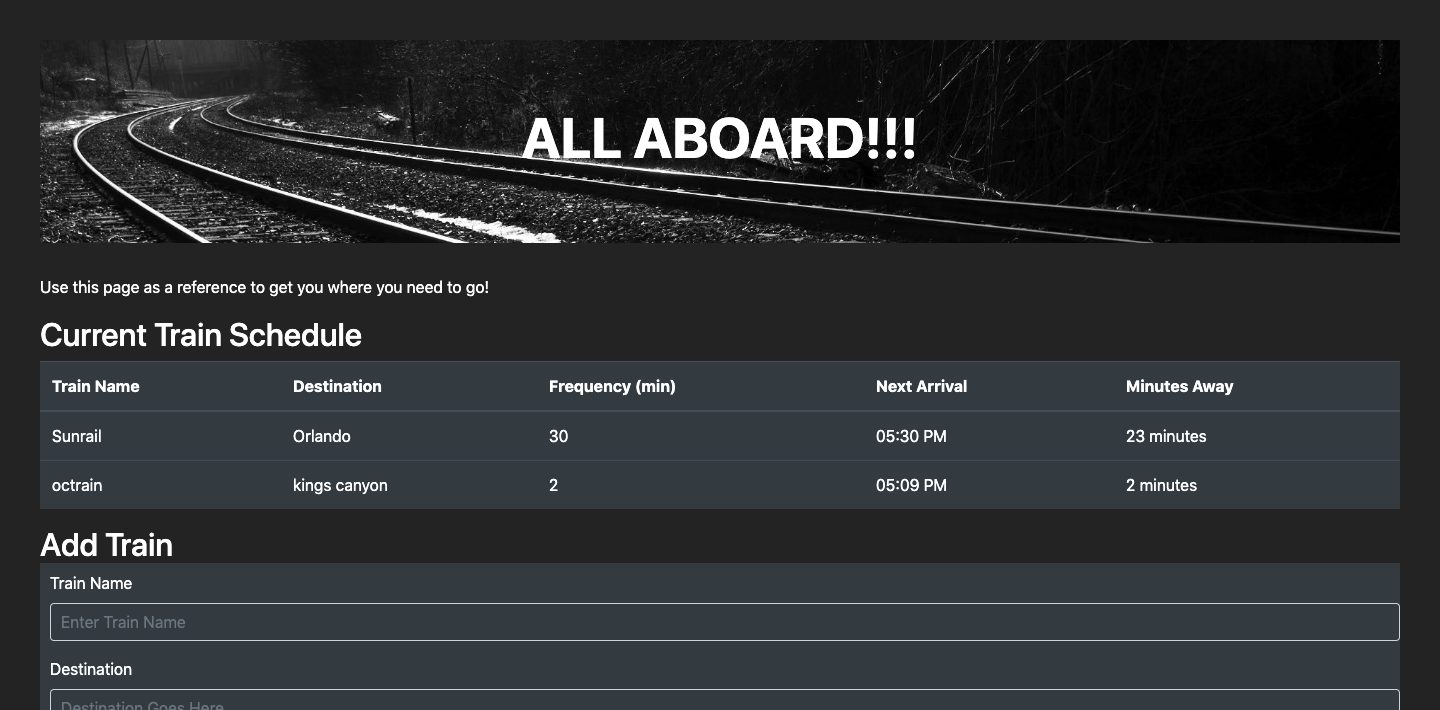 ALL ABOARD!!!
Use this page as a reference to get you where you need to go!
Current Train Schedule
Train Name Destination Frequency (min) Next Arrival Minutes Away
Sunrail Orlando 30 05:30 PM 23 minutes
octrain kings canyon 2 05:09 PM 2 minutes
Add Train
Train Name
Enter Train Name
Destination
Destination Goes Here